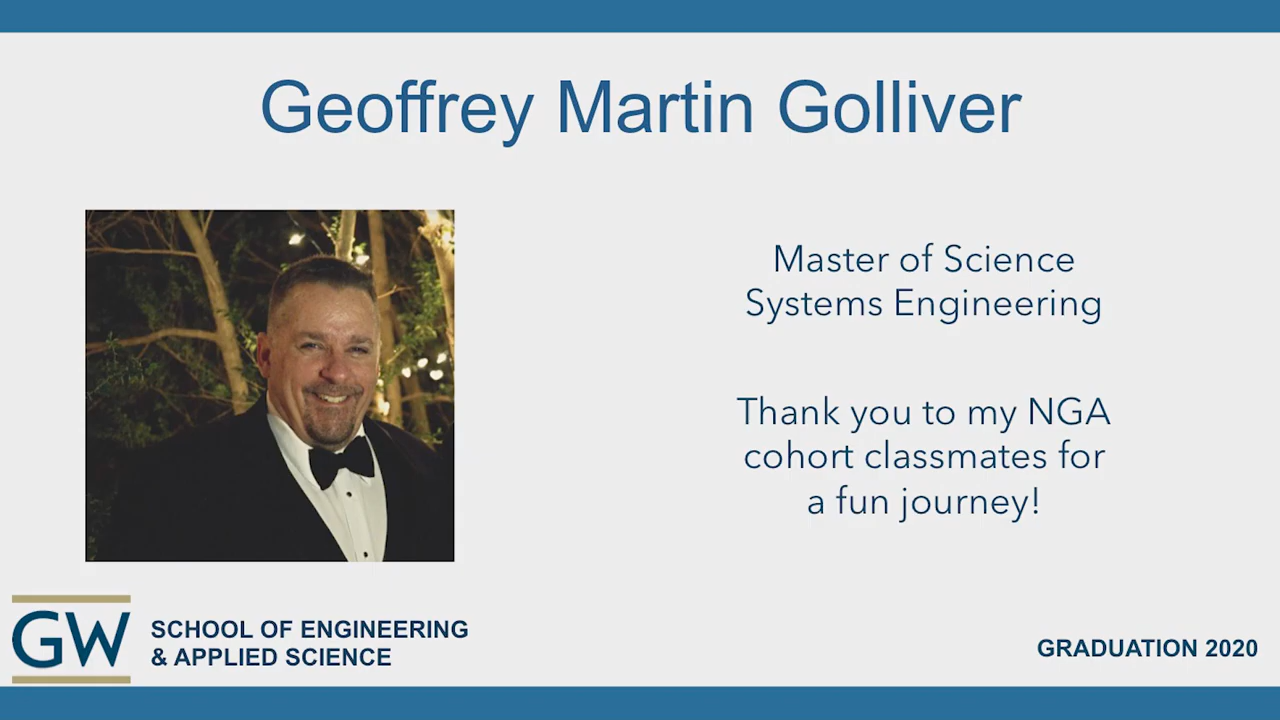 Geoffrey Martin Golliver
Master of Science
Systems Engineering
Thank you to my NGA
cohort classmates for
a fun journey!
GW
SCHOOL OF ENGINEERING
& APPLIED SCIENCE
GRADUATION 2020